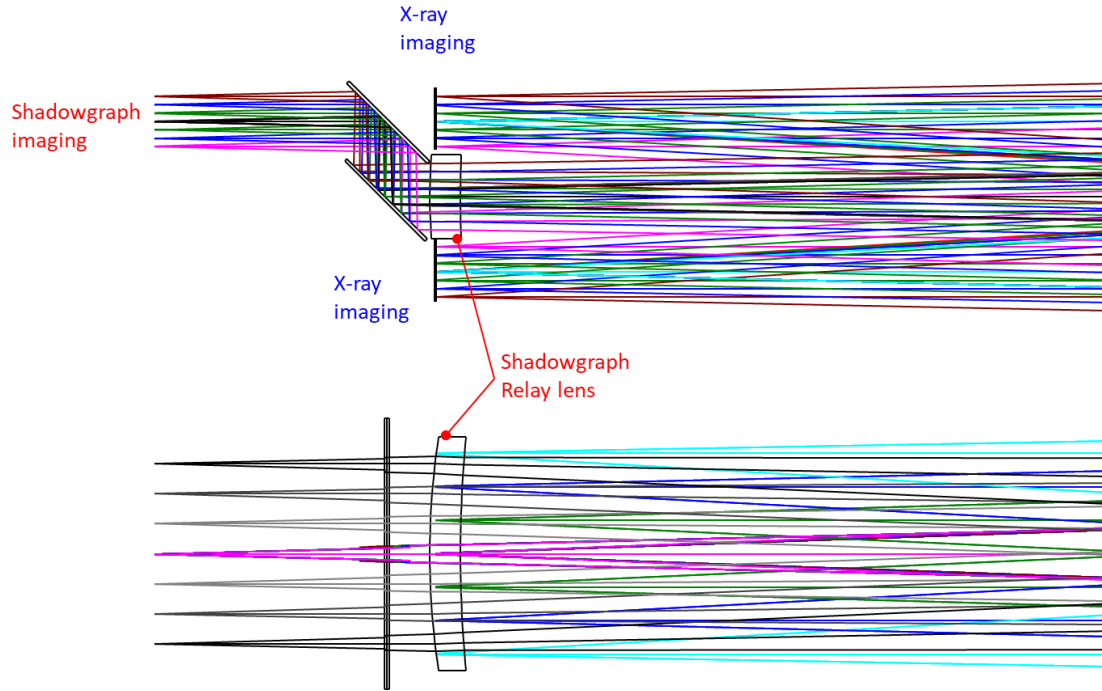 X-ray
imaging
Shadowgraph
imaging
X-ray
imaging
Shadowgraph
Relay lens